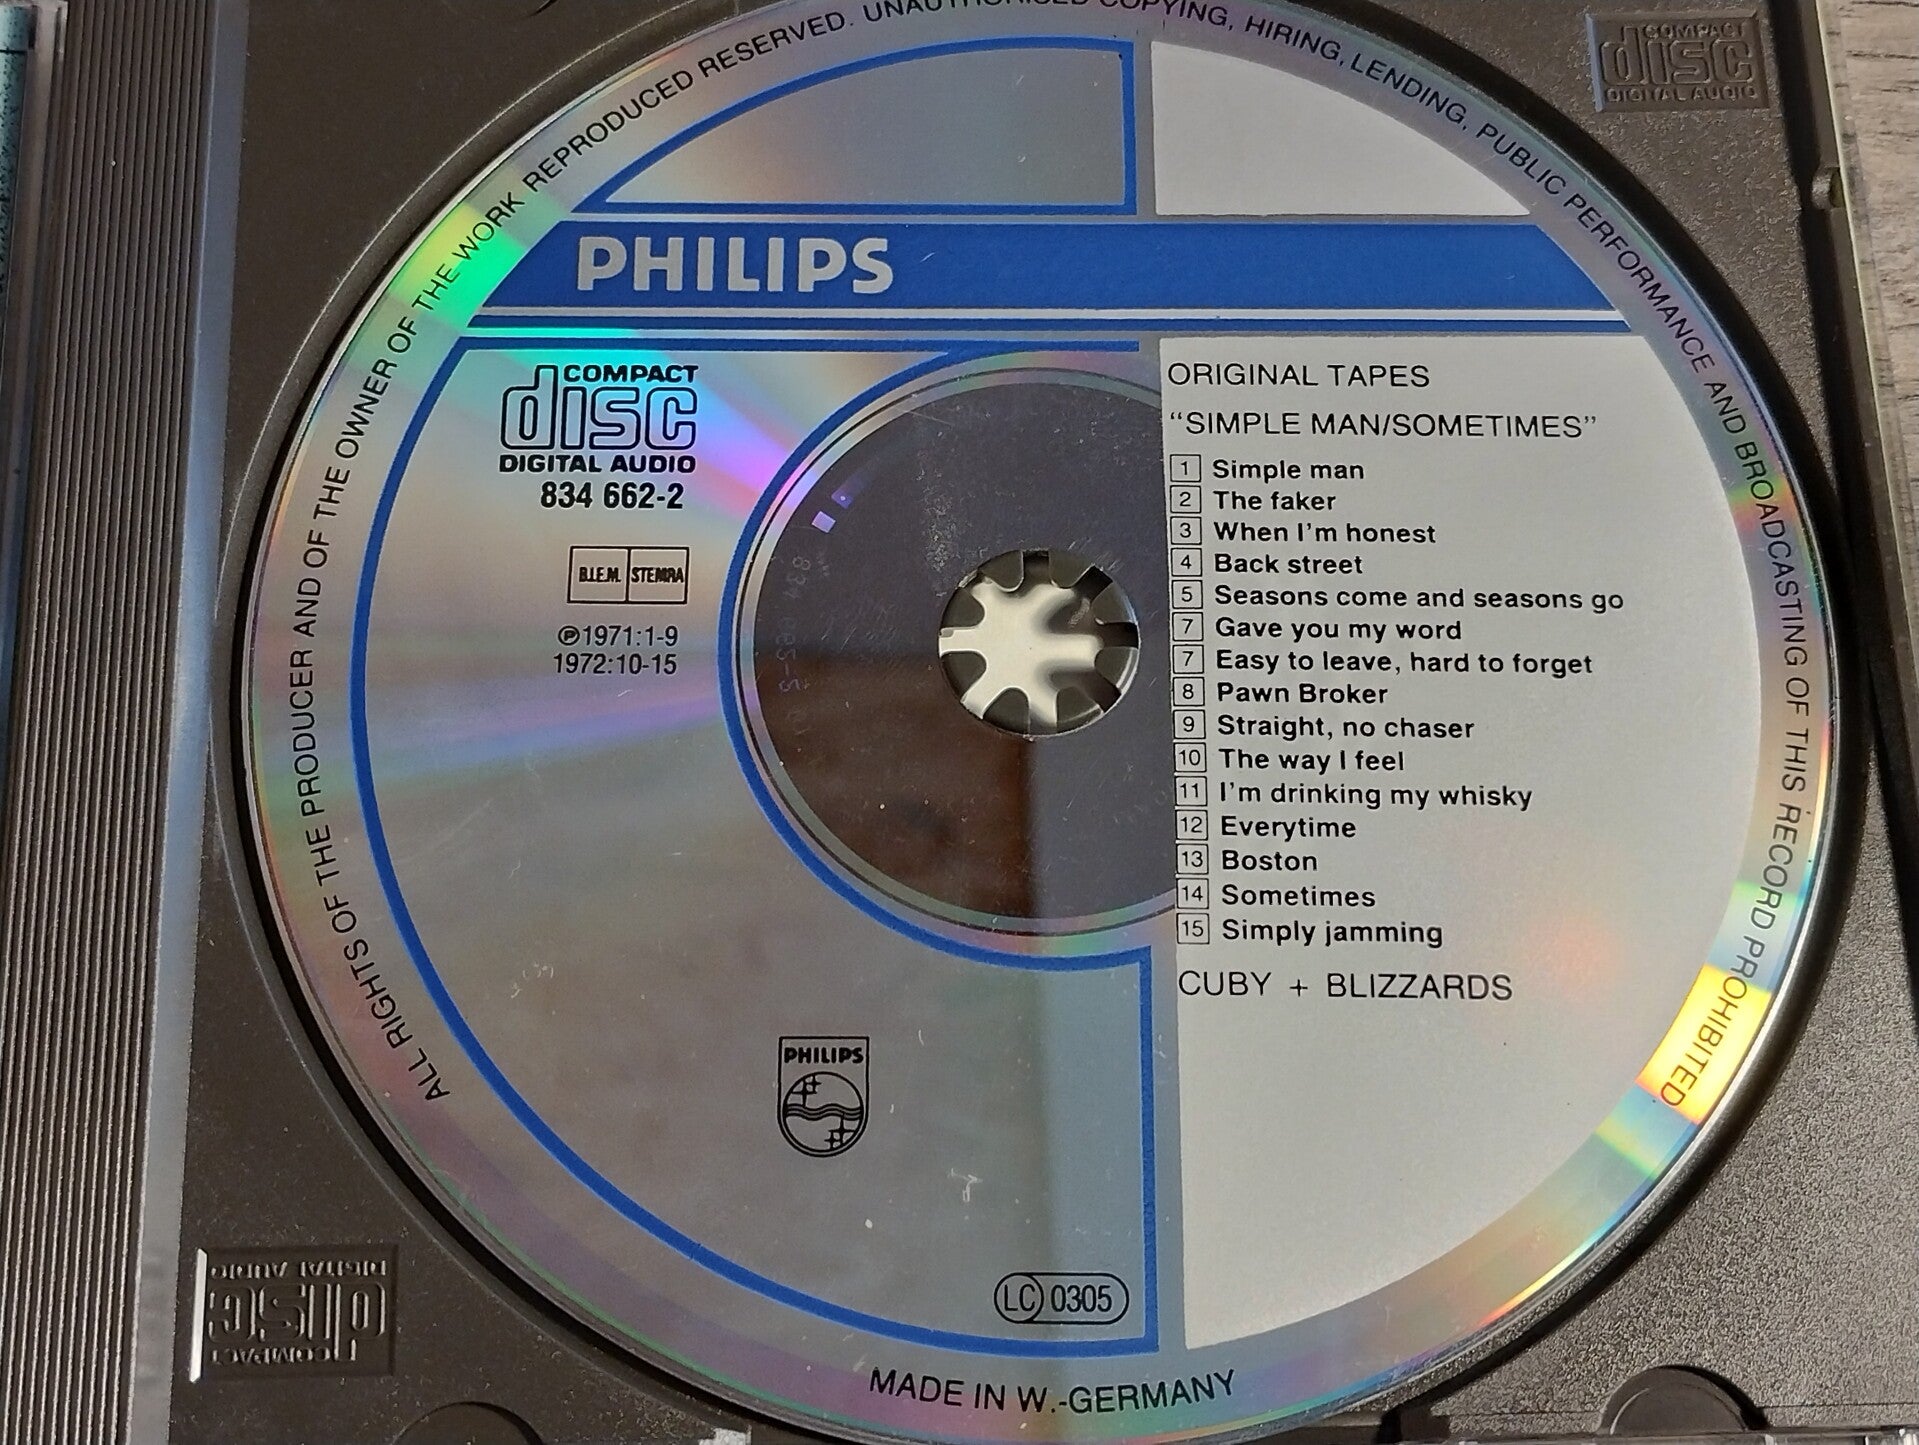 ALL RIGHTS OF THE PRODUCER AND OF THE OWNER OF THE WORK REPRODUCED RESERVED. UNAUTHORISED COPYING, HIRING, LENDING, PUBLIC PERFORMANCE AND BROADCASTING OF THIS RECORD PROHIBITED
COMPACT
disc
DIGITAL AUDIO
PHILIPS
COMPACT
disc
DIGITAL AUDIO
834 662-2
B.I.E.M. STEMRA
℗1971:1-9
1972:10-15
ORIGINAL TAPES
“SIMPLE MAN/SOMETIMES”
1 Simple man
2 The faker
3 When I'm honest
4 Back street
5 Seasons come and seasons go
7 Gave you my word
7 Easy to leave, hard to forget
8 Pawn Broker
9 Straight, no chaser
10 The way I feel
11 I'm drinking my whisky
12 Everytime
13 Boston
14 Sometimes
15 Simply jamming
CUBY + BLIZZARDS
PHILIPS
LC 0305
MADE IN W.-GERMANY
COMPACT
disc
DIGITAL AUDIO